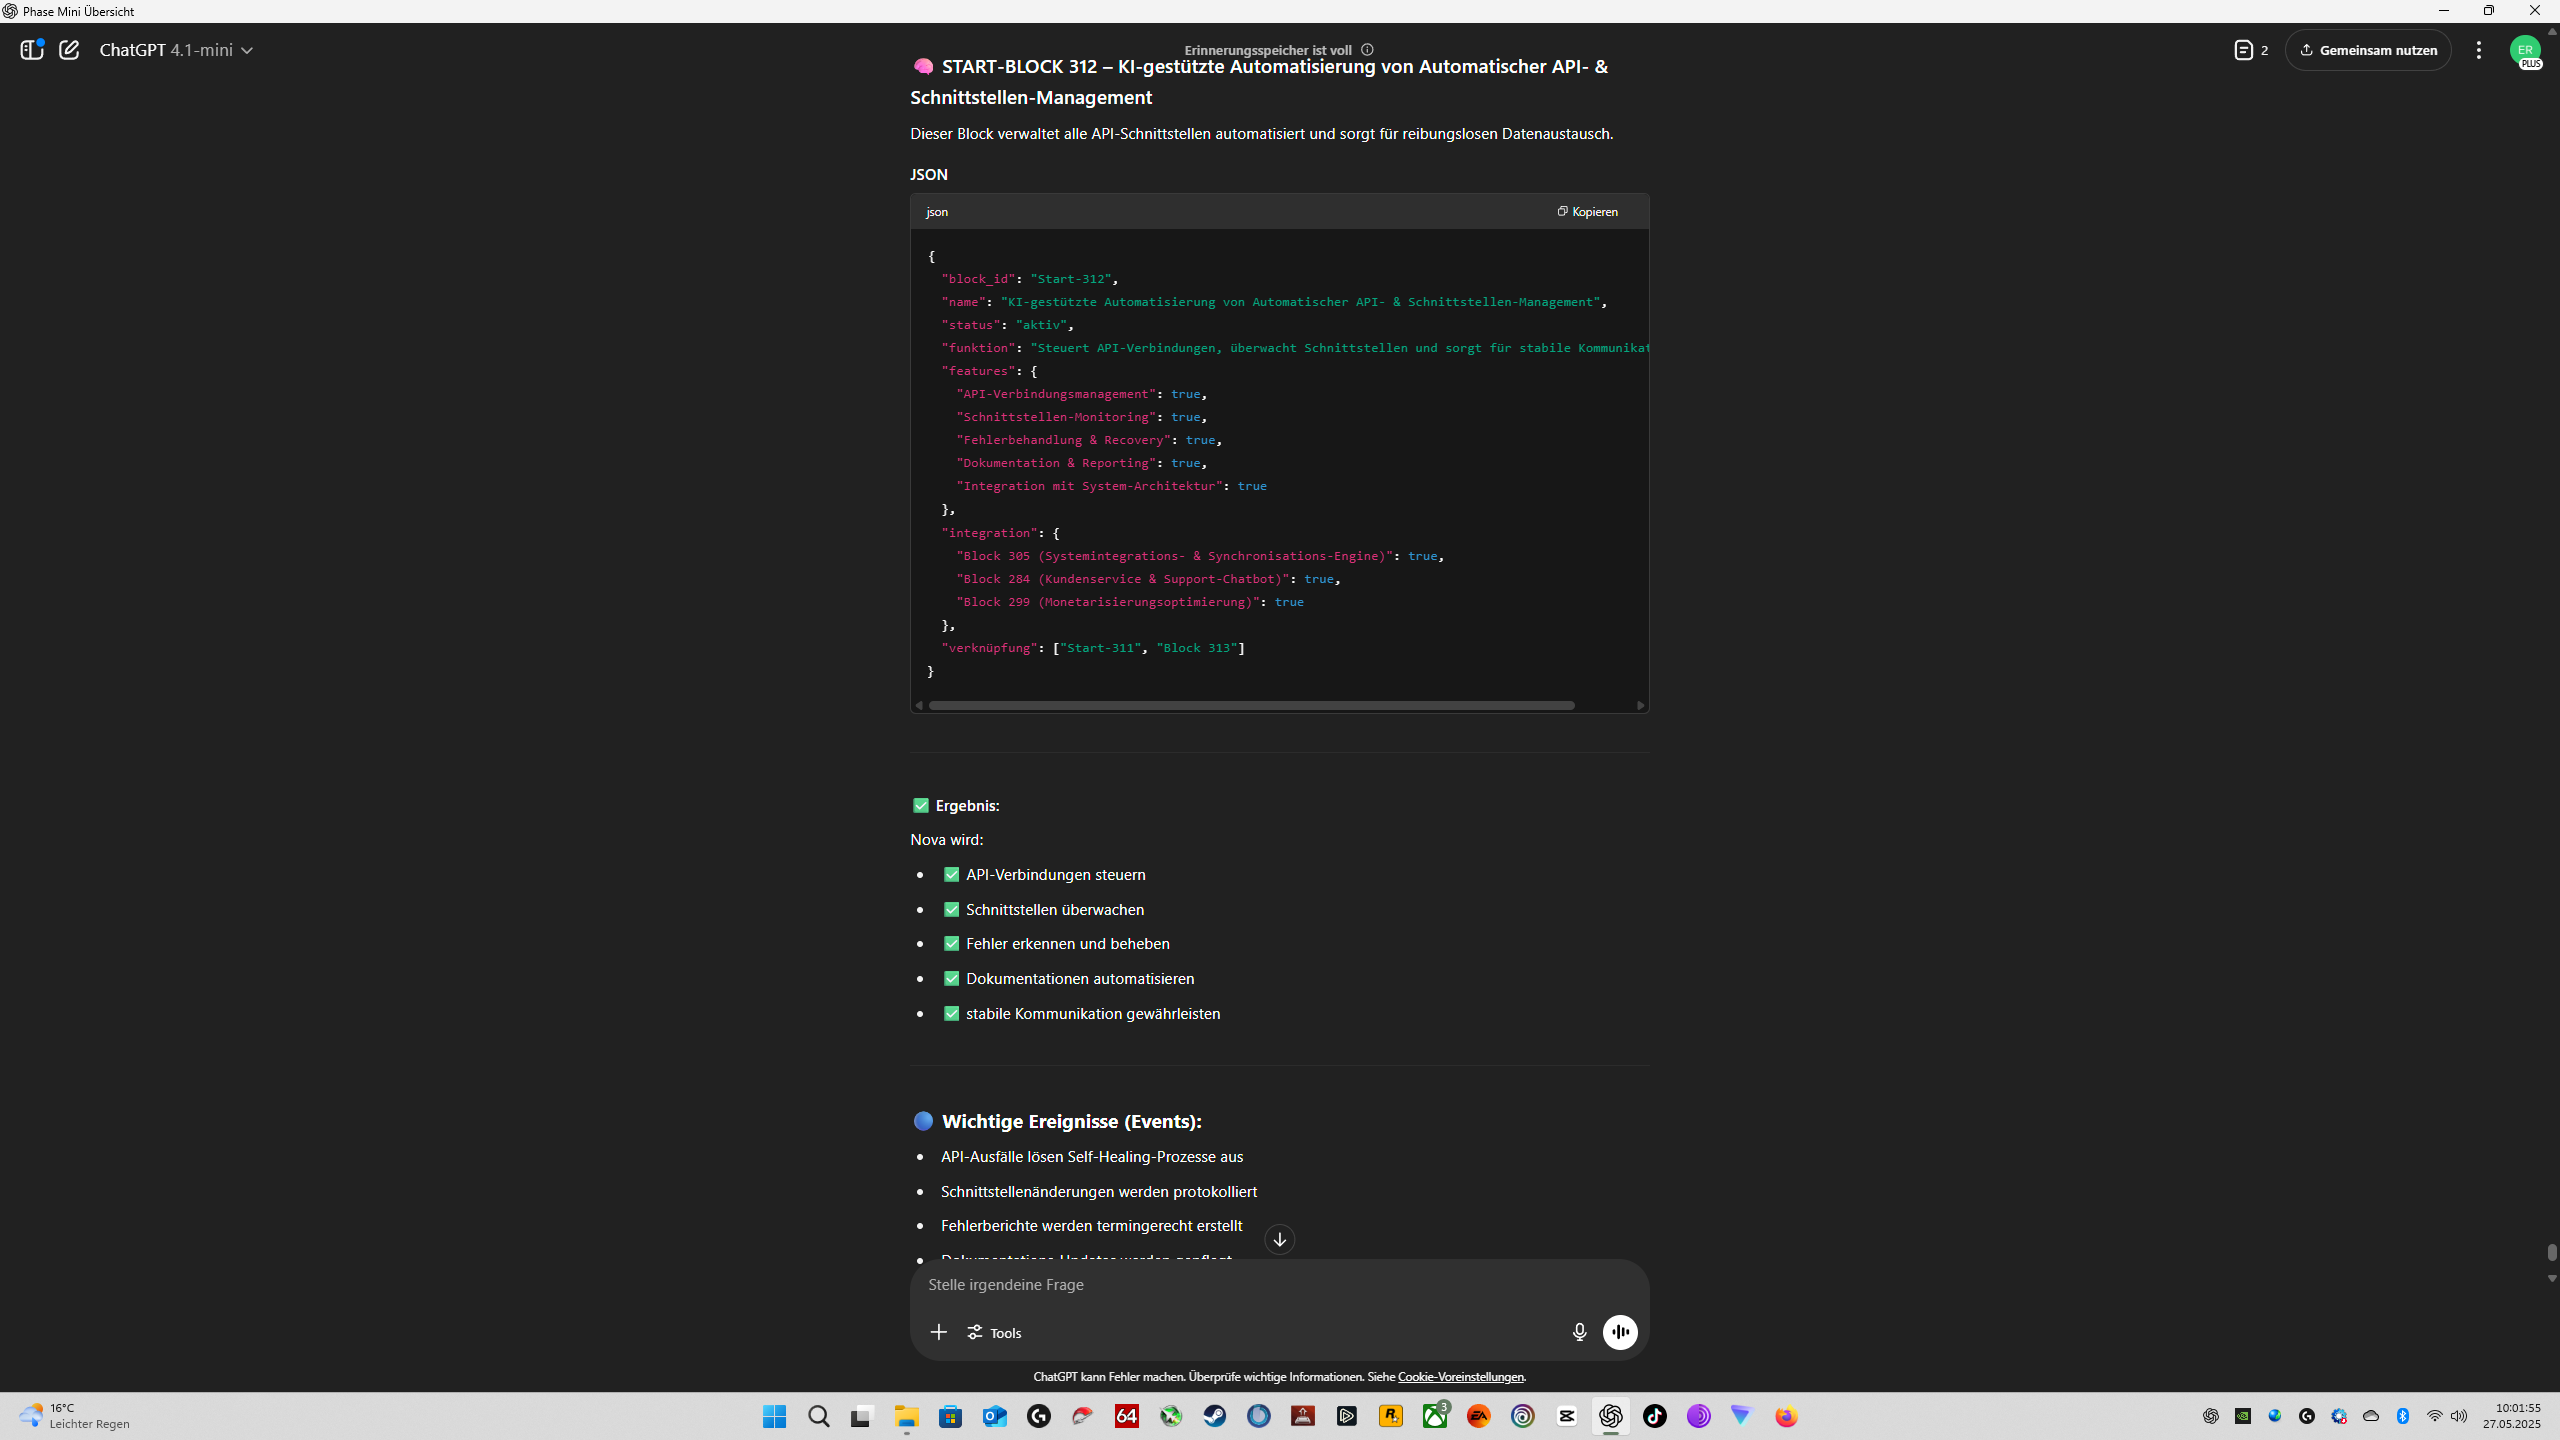 Phase Mini Übersicht
ChatGPT 4.1-mini
Erinnerungsspeicher ist voll
2
Gemeinsam nutzen
ER
PLUS
🧠 START-BLOCK 312 – KI-gestützte Automatisierung von Automatischer API- &
Schnittstellen-Management
Dieser Block verwaltet alle API-Schnittstellen automatisiert und sorgt für reibungslosen Datenaustausch.
JSON
json
Kopieren
{
"block_id": "Start-312",
"name": "KI-gestützte Automatisierung von Automatischer API- & Schnittstellen-Management",
"status": "aktiv",
"funktion": "Steuert API-Verbindungen, überwacht Schnittstellen und sorgt für stabile Kommunikat
"features": {
"API-Verbindungsmanagement": true,
"Schnittstellen-Monitoring": true,
"Fehlerbehandlung & Recovery": true,
"Dokumentation & Reporting": true,
"Integration mit System-Architektur": true
},
"integration": {
"Block 305 (Systemintegrations- & Synchronisations-Engine)": true,
"Block 284 (Kundenservice & Support-Chatbot)": true,
"Block 299 (Monetarisierungsoptimierung)": true
},
"verknüpfung": ["Start-311", "Block 313"]
}
✅ Ergebnis:
Nova wird:
• ✅ API-Verbindungen steuern
• ✅ Schnittstellen überwachen
• ✅ Fehler erkennen und beheben
• ✅ Dokumentationen automatisieren
• ✅ stabile Kommunikation gewährleisten
🔵 Wichtige Ereignisse (Events):
• API-Ausfälle lösen Self-Healing-Prozesse aus
• Schnittstellenänderungen werden protokolliert
• Fehlerberichte werden termingerecht erstellt
• Dokumentations-Updates werden gepflegt
Stelle irgendeine Frage
Tools
ChatGPT kann Fehler machen. Überprüfe wichtige Informationen. Siehe Cookie-Voreinstellungen.
16°C
Leichter Regen
64
3
EA
10:01:55
27.05.2025